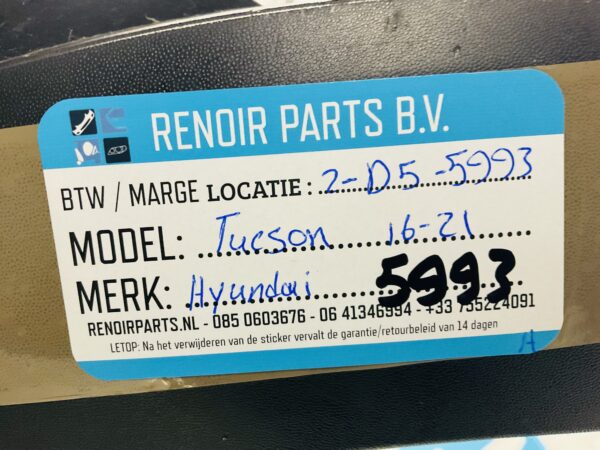 RENOIR PARTS B.V.
BTW / MARGE LOCATIE: 2-D5-5993
MODEL: Tucson 16-21
MERK: Hyundai 5993
RENOIRPARTS.NL - 085 0603676 - 06 41346994 - +33 755224091
LETOP: Na het verwijderen van de sticker vervalt de garantie/retourbeleid van 14 dagen
A